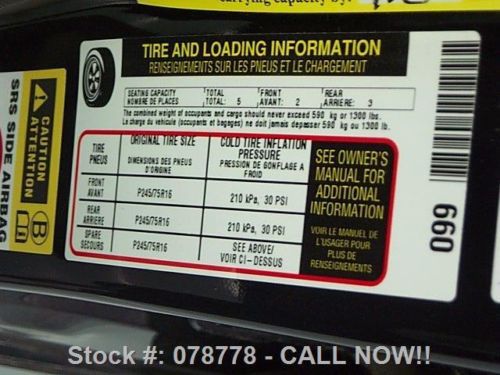 carrying capacity by:
TIRE AND LOADING INFORMATION
RENSEIGNEMENTS SUR LES PNEUS ET LE CHARGEMENT
SEATING CAPACITY
NOMBRE DE PLACES
TOTAL: 5
FRONT
AVANT: 2
REAR
ARRIERE: 3
The combined weight of occupants and cargo should never exceed 590 kg or 1300 lbs.
La charge du véhicule (occupants et bagages) ne doit jamais depasser 590 kg ou 1300 lb.
TIRE
PNEUS
ORIGINAL TIRE SIZE
DIMENSIONS DES PNEUS
D'ORIGINE
COLD TIRE INFLATION
PRESSURE
PRESSION DE GONFLAGE A
FROID
FRONT
AVANT
P245/75R16
210 kPa, 30 PSI
REAR
ARRIERE
P245/75R16
210 kPa, 30 PSI
SPARE
SECOURS
P245/75R16
SEE ABOVE/
VOIR CI-DESSUS
SEE OWNER'S
MANUAL FOR
ADDITIONAL
INFORMATION
VOIR LE MANUEL DE
L'USAGER POUR
PLUS DE
RENSEIGNEMENTS
660
CAUTION
ATTENTION
SRS SIDE AIRBAG
B
Stock #: 078778 - CALL NOW!!